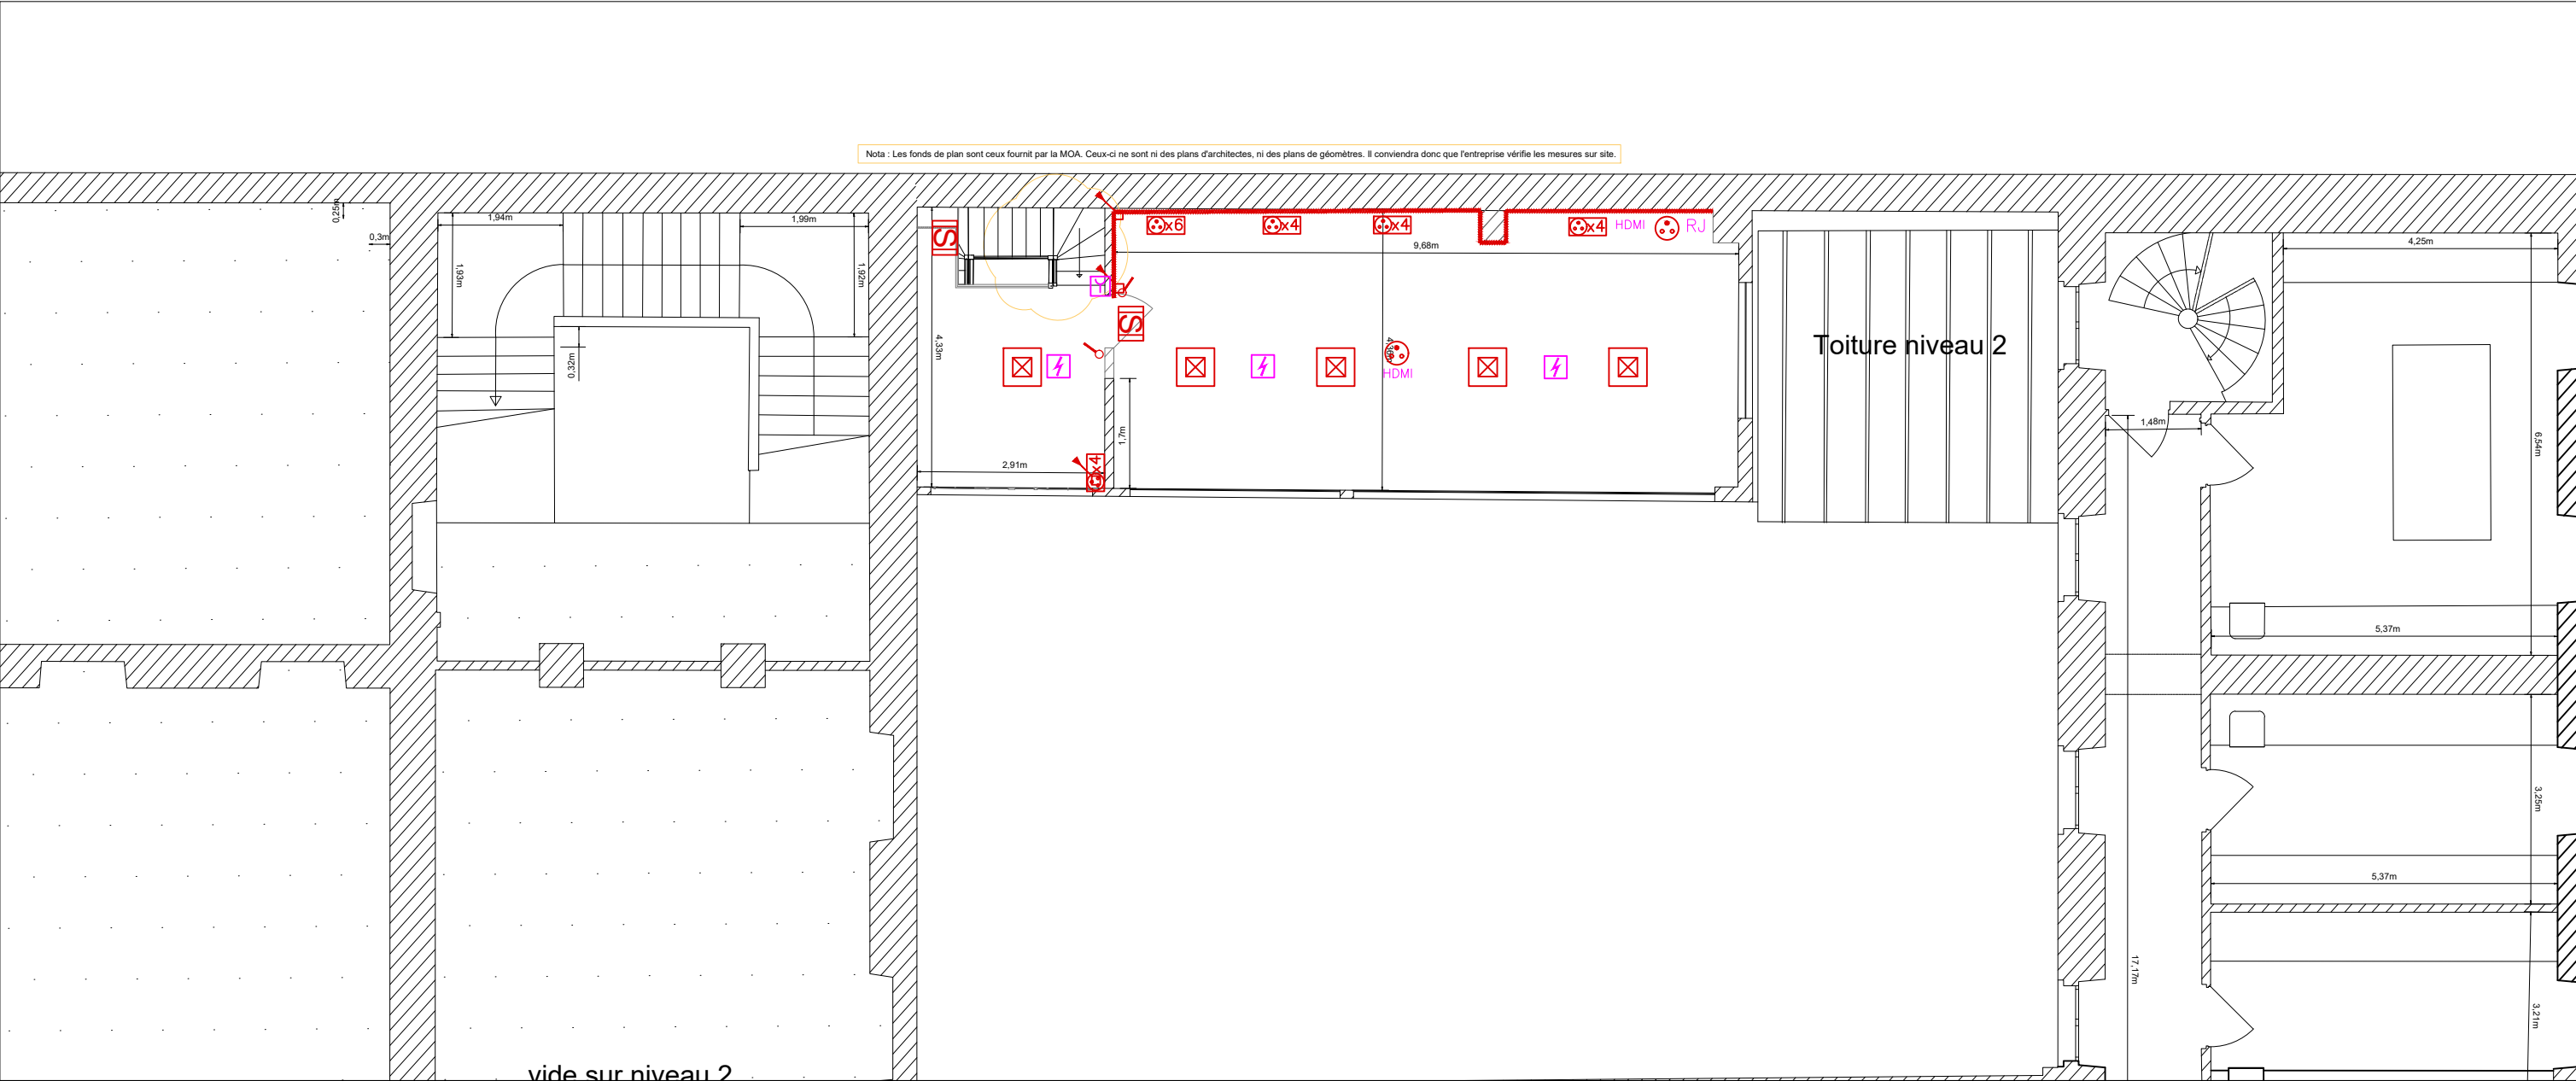 Nota : Les fonds de plan sont ceux fournit par la MOA. Ceux-ci ne sont ni des plans d'architectes, ni des plans de géomètres. Il conviendra donc que l'entreprise vérifie les mesures sur site.
0,25m
0,3m
1,94m
1,99m
1,93m
1,92m
0,32m
SI
x6
x4
x4
x4
HDMI
RJ
9,68m
4,25m
4,33m
SI
HDMI
Toiture niveau 2
1,7m
1,48m
6,54m
2,91m
x4
5,37m
3,25m
5,37m
17,17m
3,21m
vide sur niveau 2